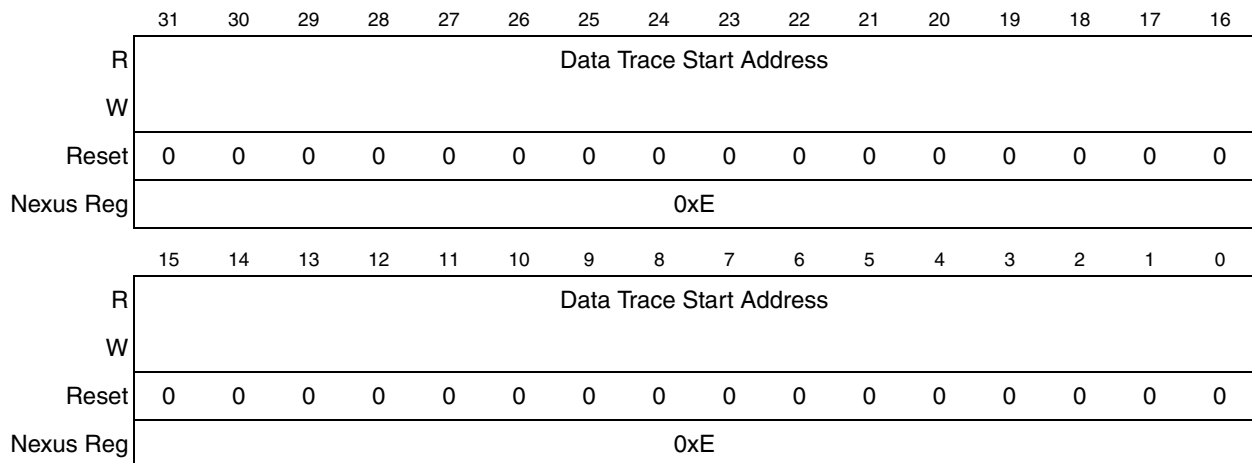 31 30 29 28 27 26 25 24 23 22 21 20 19 18 17 16
R Data Trace Start Address
W
Reset 0 0 0 0 0 0 0 0 0 0 0 0 0 0 0 0
Nexus Reg 0xE
15 14 13 12 11 10 9 8 7 6 5 4 3 2 1 0
R Data Trace Start Address
W
Reset 0 0 0 0 0 0 0 0 0 0 0 0 0 0 0 0
Nexus Reg 0xE